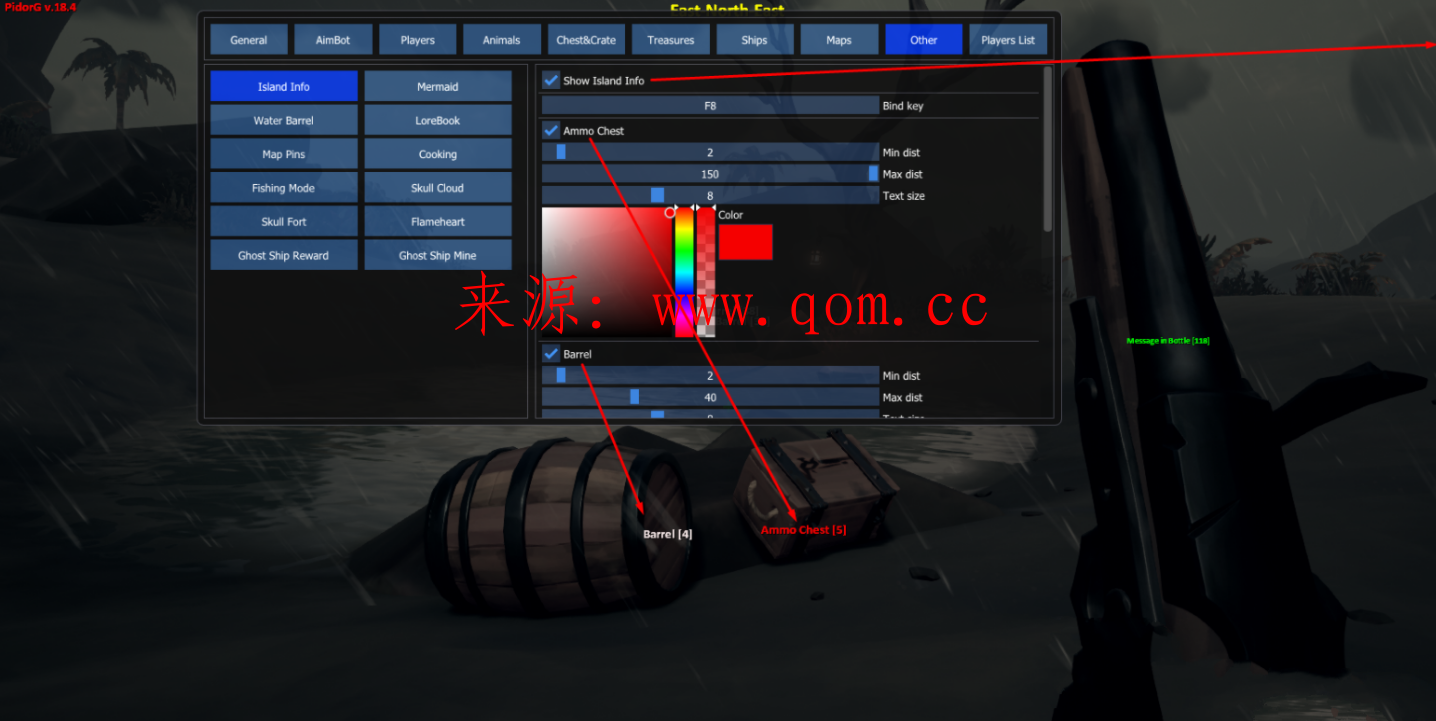 PidorG v.18.4
East North East
General
AimBot
Players
Animals
Chest&Crate
Treasures
Ships
Maps
Other
Players List
Island Info
Mermaid
Water Barrel
LoreBook
Map Pins
Cooking
Fishing Mode
Skull Cloud
Skull Fort
Flameheart
Ghost Ship Reward
Ghost Ship Mine
Show Island Info
F8 Bind key
Ammo Chest
2 Min dist
150 Max dist
8 Text size
Color
来源: www.qom.cc
Barrel
2 Min dist
40 Max dist
8 Text size
Message in Bottle [118]
Barrel [4]
Ammo Chest [5]